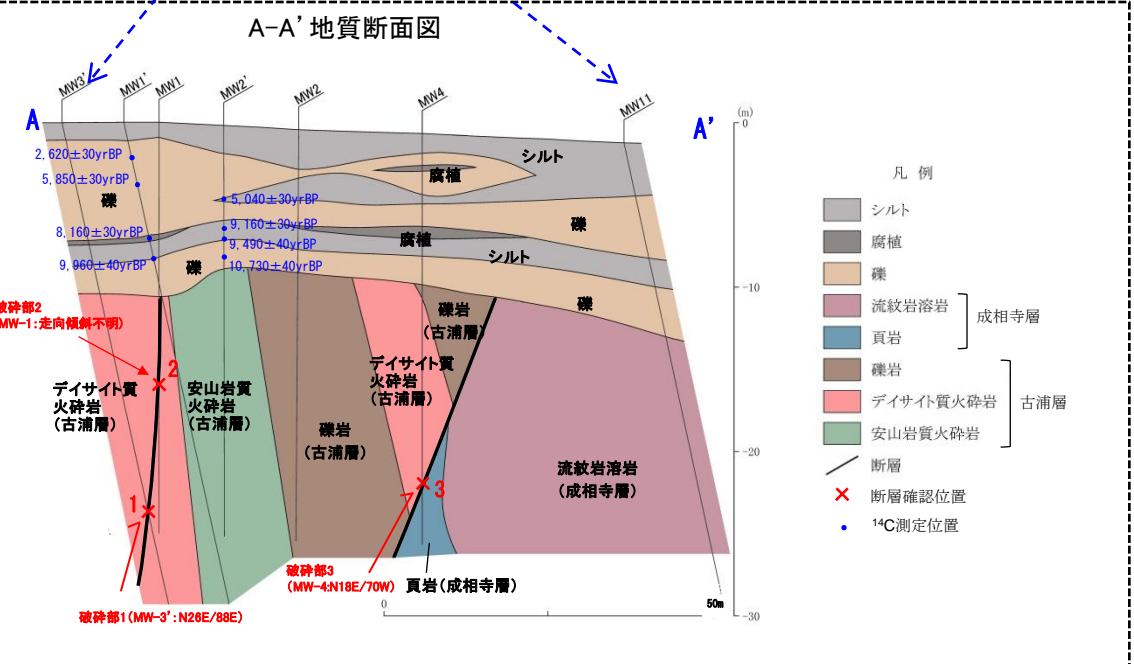 A-A’地質断面図
MW3’
MW1’
MW1
MW2’
MW2
MW4
MW11
A
A’
(m)
0
-10
-20
-30
2,620±30yrBP
5,850±30yrBP
礫
8,160±30yrBP
9,960±40yrBP
礫
5,040±30yrBP
9,160±30yrBP
9,490±40yrBP
10,730±40yrBP
シルト
腐植
礫
腐植
シルト
礫
破砕部2
(MW-1:走向傾斜不明)
2
デイサイト質
火砕岩
(古浦層)
安山岩質
火砕岩
(古浦層)
礫岩
(古浦層)
デイサイト質
火砕岩
(古浦層)
礫岩
(古浦層)
流紋岩溶岩
(成相寺層)
1
3
破砕部3
(MW-4:N18E/70W)
頁岩(成相寺層)
破砕部1(MW-3’:N26E/88E)
0
50m
凡 例
シルト
腐植
礫
流紋岩溶岩
頁岩
成相寺層
礫岩
デイサイト質火砕岩
安山岩質火砕岩
古浦層
断層
断層確認位置
¹⁴C測定位置